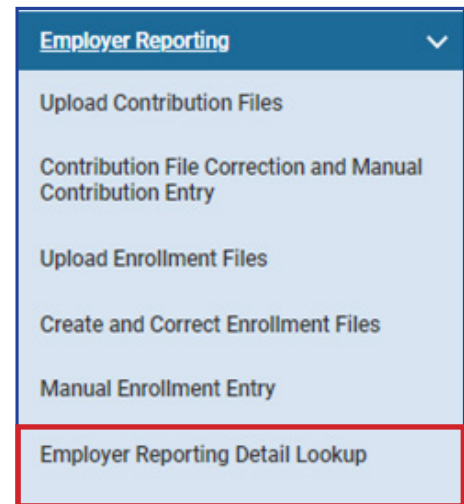 Employer Reporting
Upload Contribution Files
Contribution File Correction and Manual
Contribution Entry
Upload Enrollment Files
Create and Correct Enrollment Files
Manual Enrollment Entry
Employer Reporting Detail Lookup